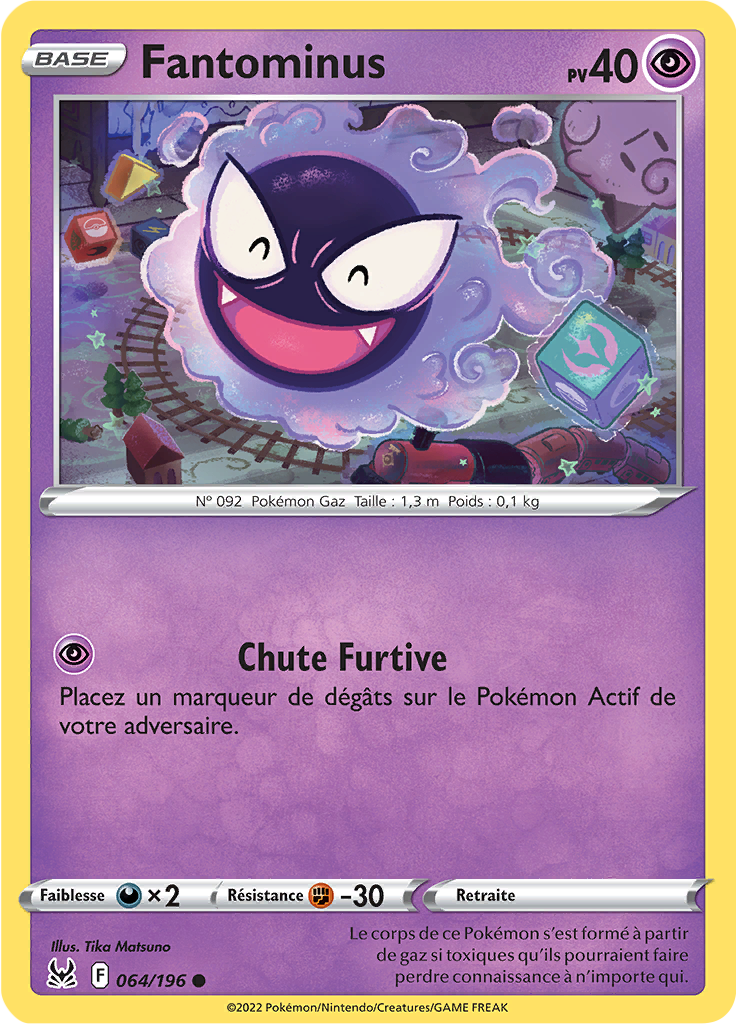 BASE
Fantominus
PV40
N° 092 Pokémon Gaz Taille : 1,3 m Poids : 0,1 kg
Chute Furtive
Placez un marqueur de dégâts sur le Pokémon Actif de
votre adversaire.
Faiblesse ×2 Résistance -30 Retraite
Illus. Tika Matsuno
F 064/196
Le corps de ce Pokémon s'est formé à partir
de gaz si toxiques qu'ils pourraient faire
perdre connaissance à n'importe qui.
©2022 Pokémon/Nintendo/Creatures/GAME FREAK